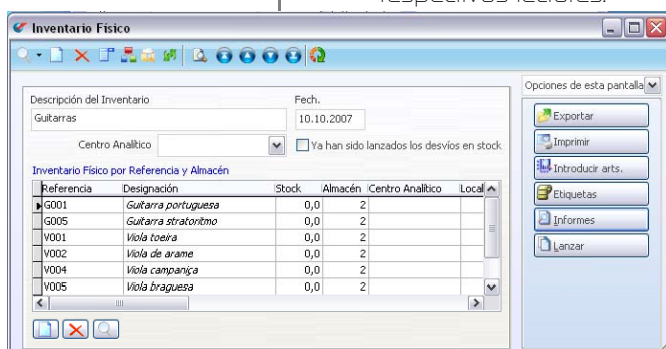 respectivos lectores.
Inventario Físico
Opciones de esta pantalla
Descripción del Inventario Fech.
Guitarras 10.10.2007
Centro Analítico Ya han sido lanzados los desvíos en stock
Inventario Físico por Referencia y Almacén
Referencia Designación Stock Almacén Centro Analítico Local
G001 Guitarra portuguesa 0,0 2
G005 Guitarra stratoritmo 0,0 2
V001 Viola toeira 0,0 2
V002 Viola de arame 0,0 2
V004 Viola campaniça 0,0 2
V005 Viola braguesa 0,0 2
Exportar
Imprimir
Introducir arts.
Etiquetas
Informes
Lanzar